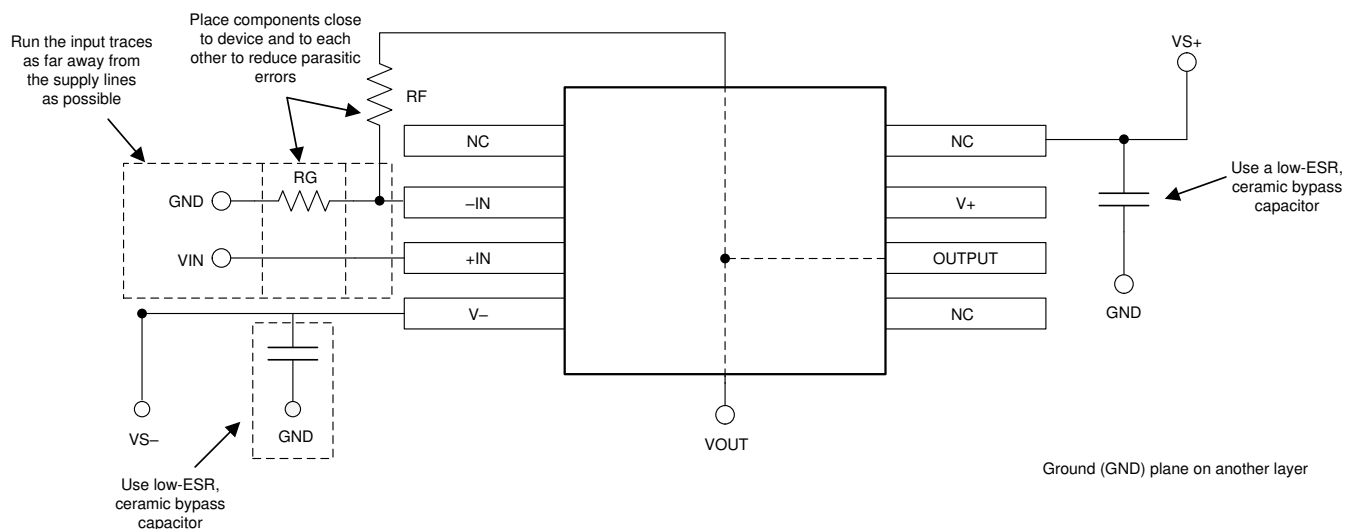 Place components close
to device and to each
other to reduce parasitic
errors
Run the input traces
as far away from
the supply lines
as possible
VS+
RF
NC
NC
Use a low-ESR,
ceramic bypass
capacitor
RG
GND
–IN
V+
VIN
+IN
OUTPUT
GND
V–
NC
VS–
GND
VOUT
Use low-ESR,
ceramic bypass
capacitor
Ground (GND) plane on another layer